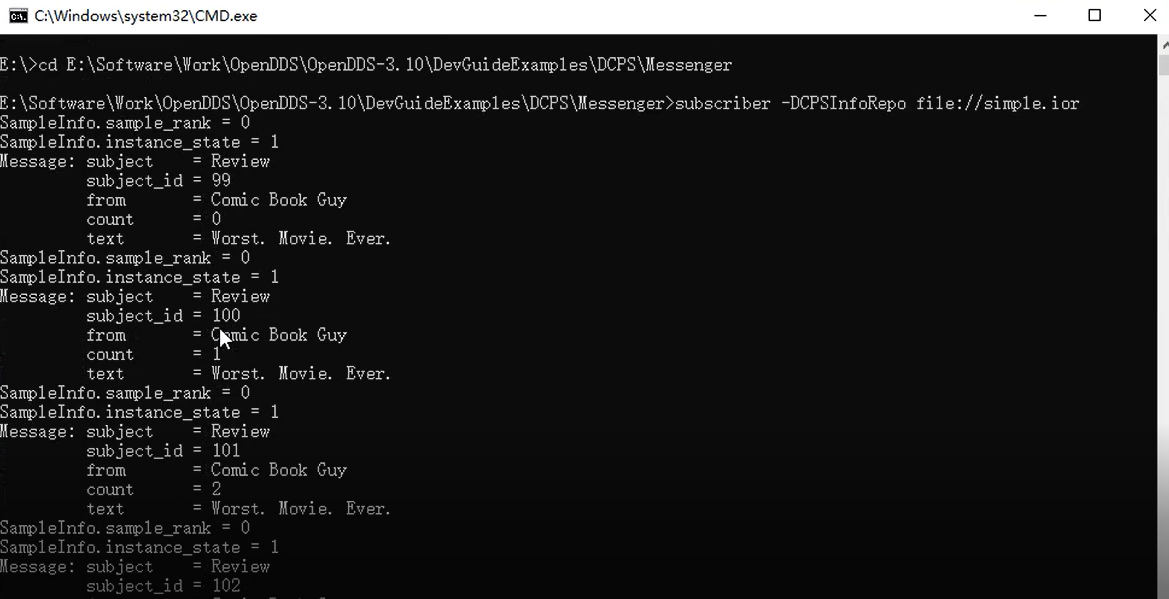 C:\Windows\system32\CMD.exe
E:\>cd E:\Software\Work\OpenDDS\OpenDDS-3.10\DevGuideExamples\DCPS\Messenger
E:\Software\Work\OpenDDS\OpenDDS-3.10\DevGuideExamples\DCPS\Messenger>subscriber -DCPSInfoRepo file://simple.ior
SampleInfo.sample_rank = 0
SampleInfo.instance_state = 1
Message: subject    = Review
         subject_id = 99
         from       = Comic Book Guy
         count      = 0
         text       = Worst. Movie. Ever.
SampleInfo.sample_rank = 0
SampleInfo.instance_state = 1
Message: subject    = Review
         subject_id = 100
         from       = Comic Book Guy
         count      = 1
         text       = Worst. Movie. Ever.
SampleInfo.sample_rank = 0
SampleInfo.instance_state = 1
Message: subject    = Review
         subject_id = 101
         from       = Comic Book Guy
         count      = 2
         text       = Worst. Movie. Ever.
SampleInfo.sample_rank = 0
SampleInfo.instance_state = 1
Message: subject    = Review
         subject_id = 102